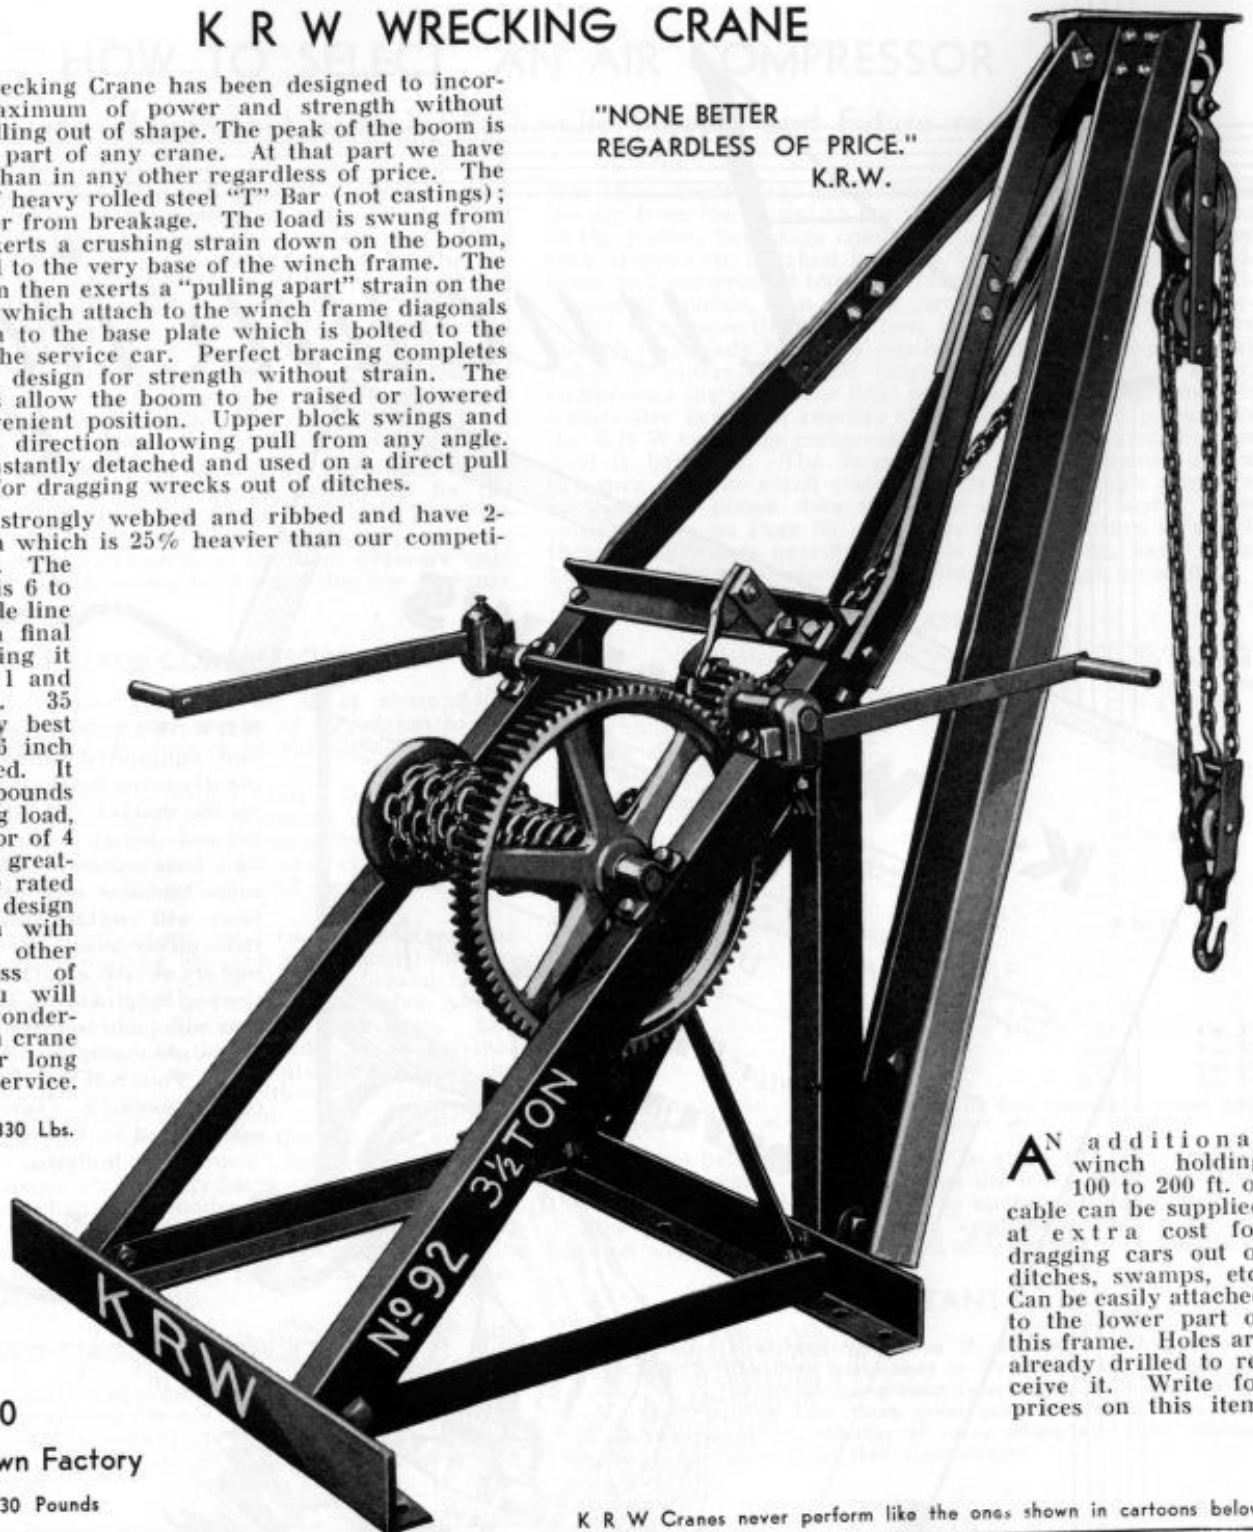 K R W WRECKING CRANE
"NONE BETTER
REGARDLESS OF PRICE."
K.R.W.
ecking Crane has been designed to incor-
aximum of power and strength without
lling out of shape. The peak of the boom is
part of any crane. At that part we have
han in any other regardless of price. The
heavy rolled steel "T" Bar (not castings);
er from breakage. The load is swung from
xerts a crushing strain down on the boom,
l to the very base of the winch frame. The
n then exerts a "pulling apart" strain on the
which attach to the winch frame diagonals
n to the base plate which is bolted to the
he service car. Perfect bracing completes
design for strength without strain. The
s allow the boom to be raised or lowered
venient position. Upper block swings and
direction allowing pull from any angle.
nstantly detached and used on a direct pull
for dragging wrecks out of ditches.
strongly webbed and ribbed and have 2-
n which is 25% heavier than our competi-
. The
is 6 to
le line
n final
ing it
1 and
. 35
y best
6 inch
ed. It
pounds
g load,
or of 4
great-
e rated
design
n with
other
ss of
u will
vonder-
n crane
r long
ervice.
330 Lbs.
No 92 3½ TON
KRW
AN additiona
winch holding
100 to 200 ft. o
cable can be supplie
at extra cost fo
dragging cars out o
ditches, swamps, etc
Can be easily attache
to the lower part o
this frame. Holes ar
already drilled to re
ceive it. Write fo
prices on this item
0
wn Factory
30 Pounds
K R W Cranes never perform like the ones shown in cartoons below